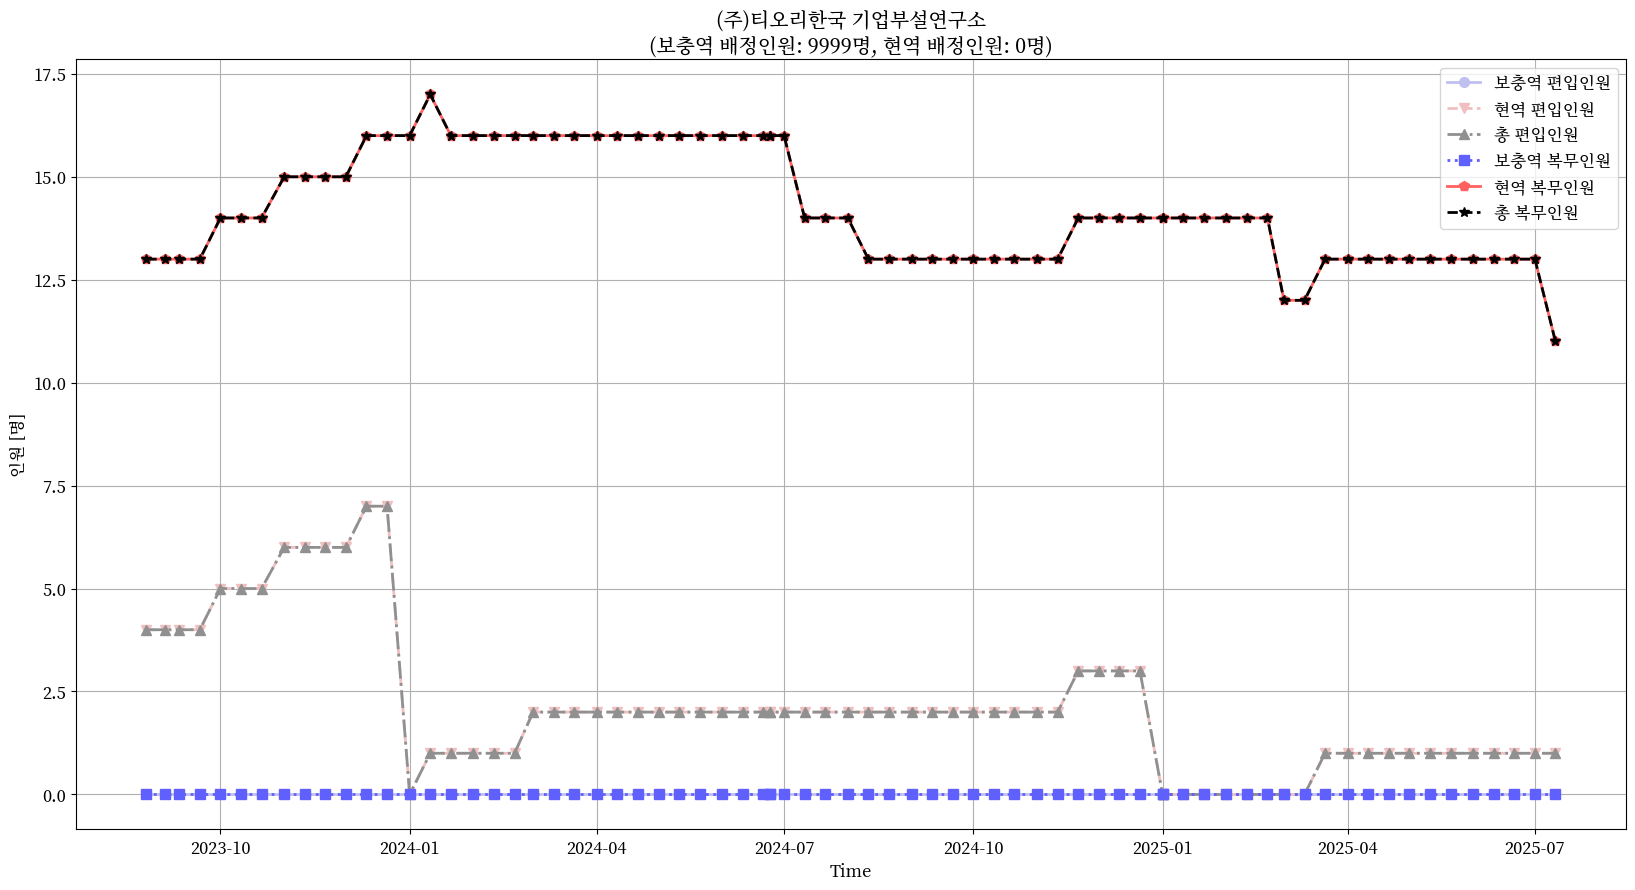 (주)티오리한국 기업부설연구소
(보충역 배정인원: 9999명, 현역 배정인원: 0명)
17.5
15.0
12.5
10.0
7.5
5.0
2.5
0.0
인원 [명]
보충역 편입인원
현역 편입인원
총 편입인원
보충역 복무인원
현역 복무인원
총 복무인원
2023-10
2024-01
2024-04
2024-07
2024-10
2025-01
2025-04
2025-07
Time